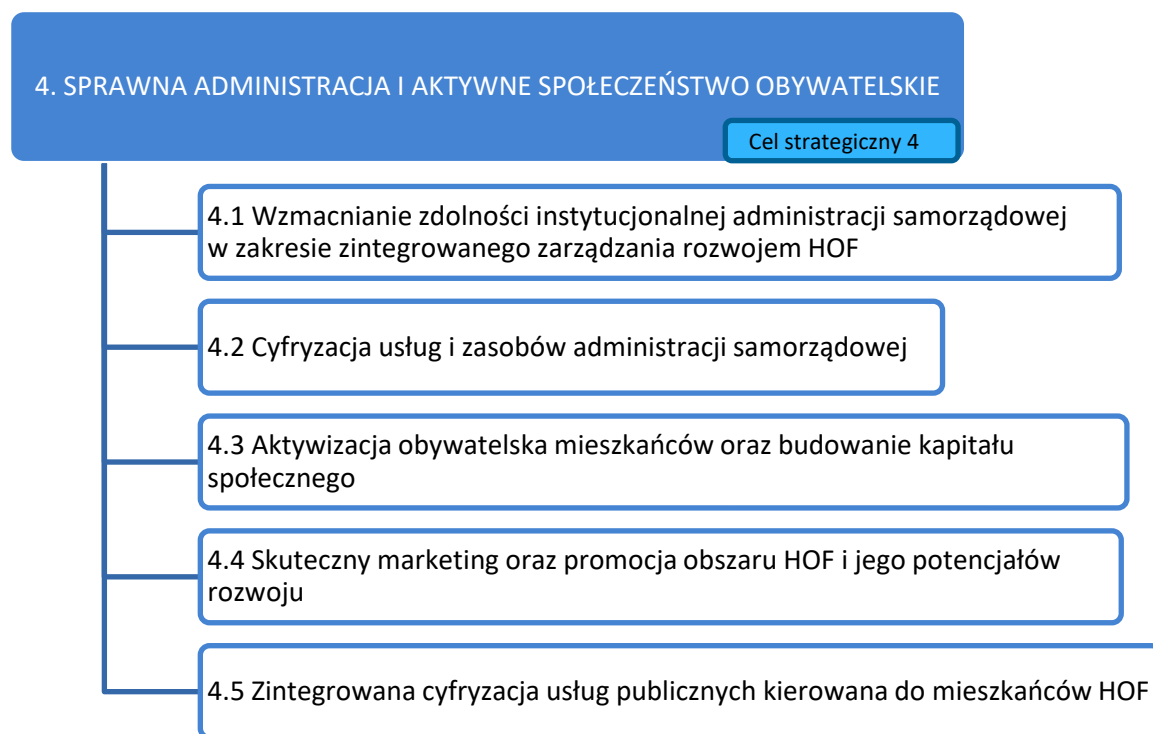 4. SPRAWNA ADMINISTRACJA I AKTYWNE SPOŁECZEŃSTWO OBYWATELSKIE
Cel strategiczny 4
4.1 Wzmacnianie zdolności instytucjonalnej administracji samorządowej
w zakresie zintegrowanego zarządzania rozwojem HOF
4.2 Cyfryzacja usług i zasobów administracji samorządowej
4.3 Aktywizacja obywatelska mieszkańców oraz budowanie kapitału
społecznego
4.4 Skuteczny marketing oraz promocja obszaru HOF i jego potencjałów
rozwoju
4.5 Zintegrowana cyfryzacja usług publicznych kierowana do mieszkańców HOF